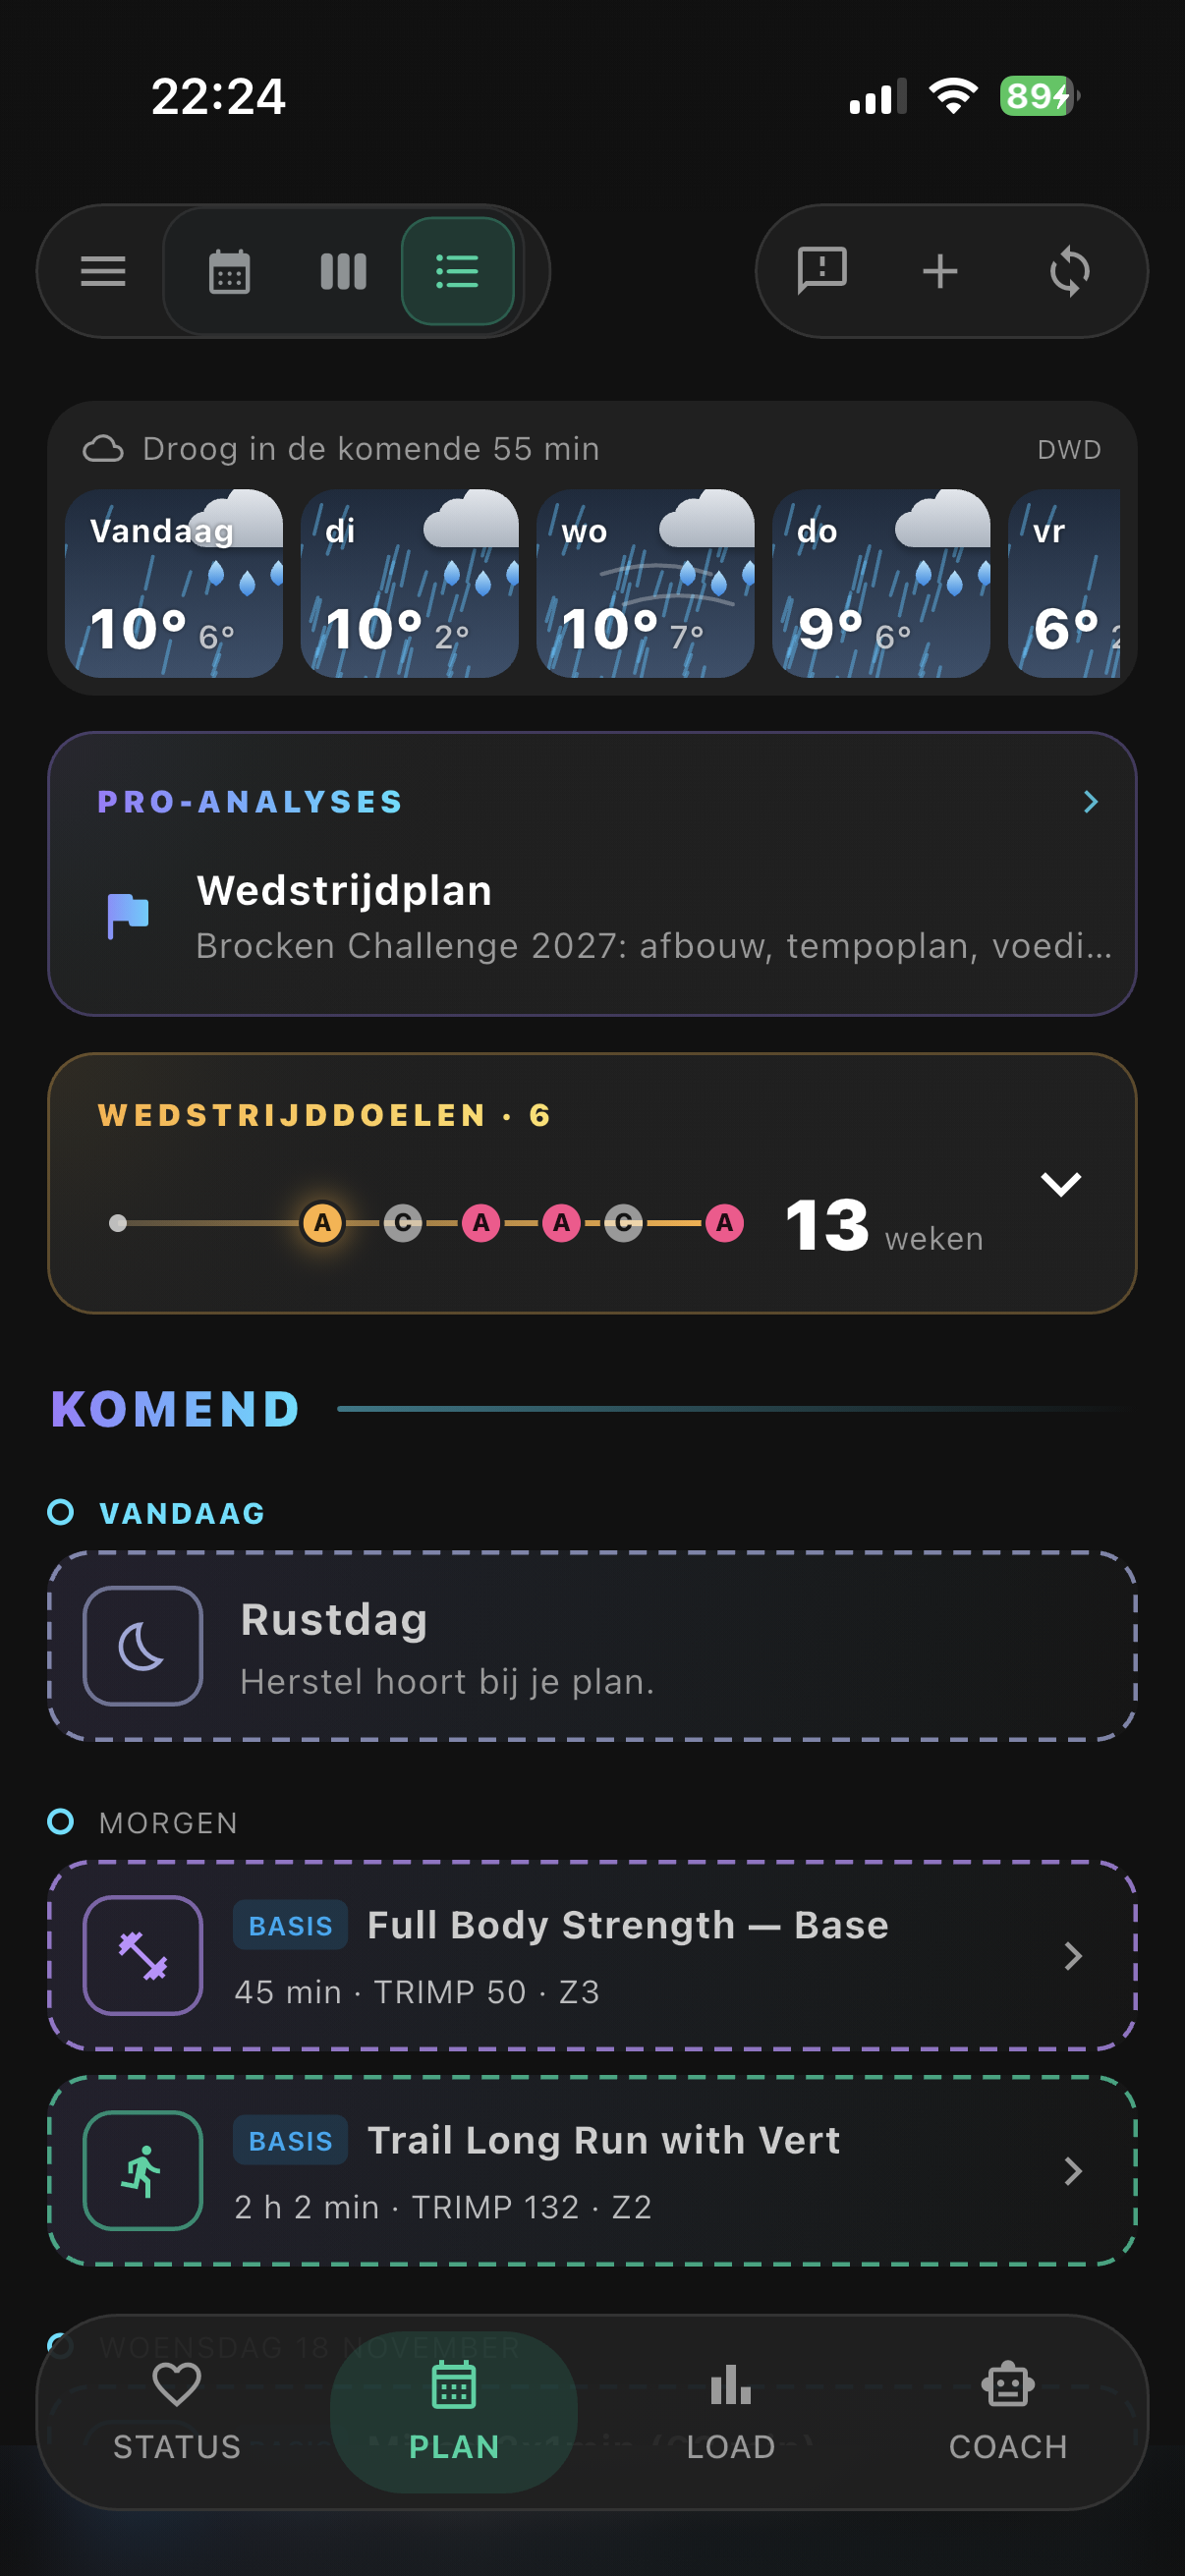 22:24
89
Droog in de komende 55 min
DWD
Vandaag
10° 6°
di
10° 2°
wo
10° 7°
do
9° 6°
vr
6°
PRO-ANALYSES
Wedstrijdplan
Brocken Challenge 2027: afbouw, tempoplan, voedi...
WEDSTRIJDDOELEN · 6
A C A A C A
13 weken
KOMEND
VANDAAG
Rustdag
Herstel hoort bij je plan.
MORGEN
BASIS Full Body Strength — Base
45 min · TRIMP 50 · Z3
BASIS Trail Long Run with Vert
2 h 2 min · TRIMP 132 · Z2
WOENSDAG 18 NOVEMBER
STATUS
PLAN
LOAD
COACH